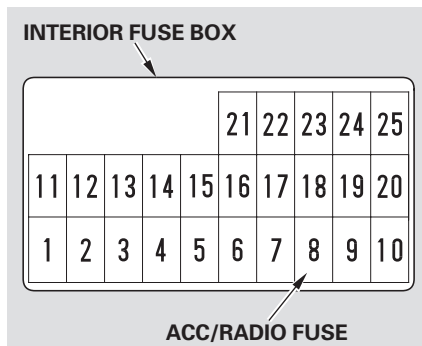 INTERIOR FUSE BOX
21 22 23 24 25
11 12 13 14 15 16 17 18 19 20
1 2 3 4 5 6 7 8 9 10
ACC/RADIO FUSE